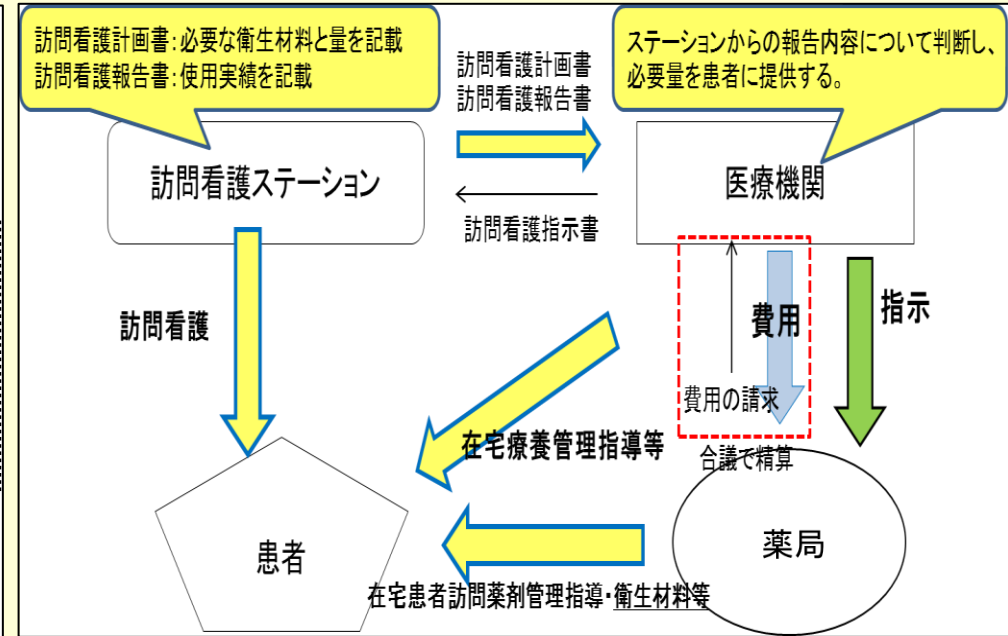 訪問看護計画書:必要な衛生材料と量を記載
訪問看護報告書:使用実績を記載
訪問看護計画書
訪問看護報告書
ステーションからの報告内容について判断し、
必要量を患者に提供する。
訪問看護ステーション
医療機関
訪問看護指示書
訪問看護
費用
指示
費用の請求
在宅療養管理指導等
合議で精算
患者
薬局
在宅患者訪問薬剤管理指導・衛生材料等